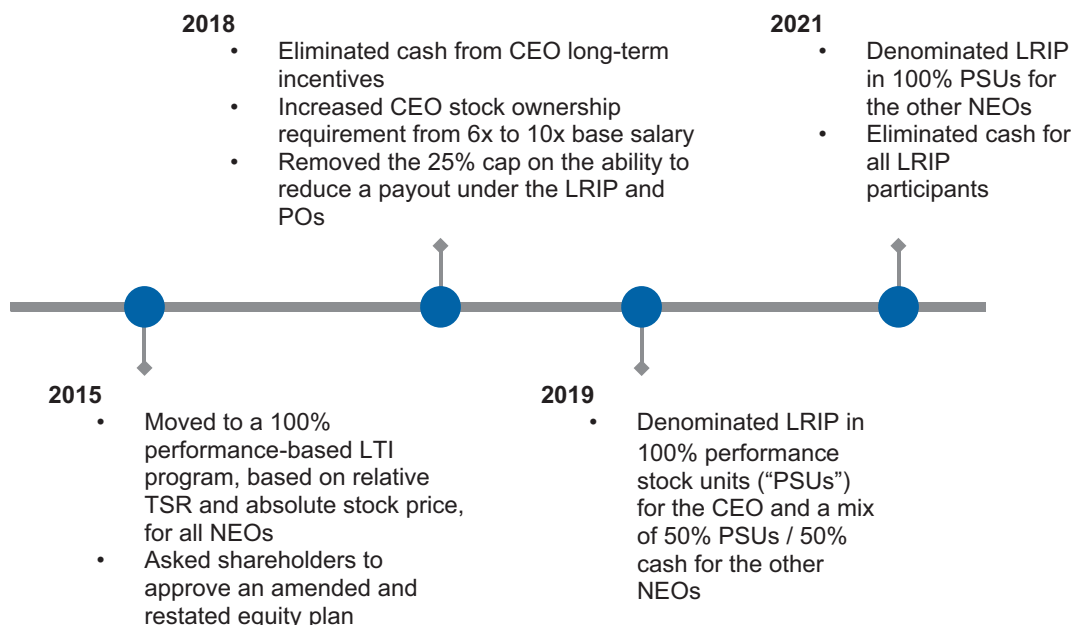 2018
• Eliminated cash from CEO long-term
incentives
• Increased CEO stock ownership
requirement from 6x to 10x base salary
• Removed the 25% cap on the ability to
reduce a payout under the LRIP and
POs
2021
• Denominated LRIP
in 100% PSUs for
the other NEOs
• Eliminated cash for
all LRIP
participants
2015
• Moved to a 100%
performance-based LTI
program, based on relative
TSR and absolute stock price,
for all NEOs
• Asked shareholders to
approve an amended and
restated equity plan
2019
• Denominated LRIP in
100% performance
stock units (“PSUs”)
for the CEO and a mix
of 50% PSUs / 50%
cash for the other
NEOs